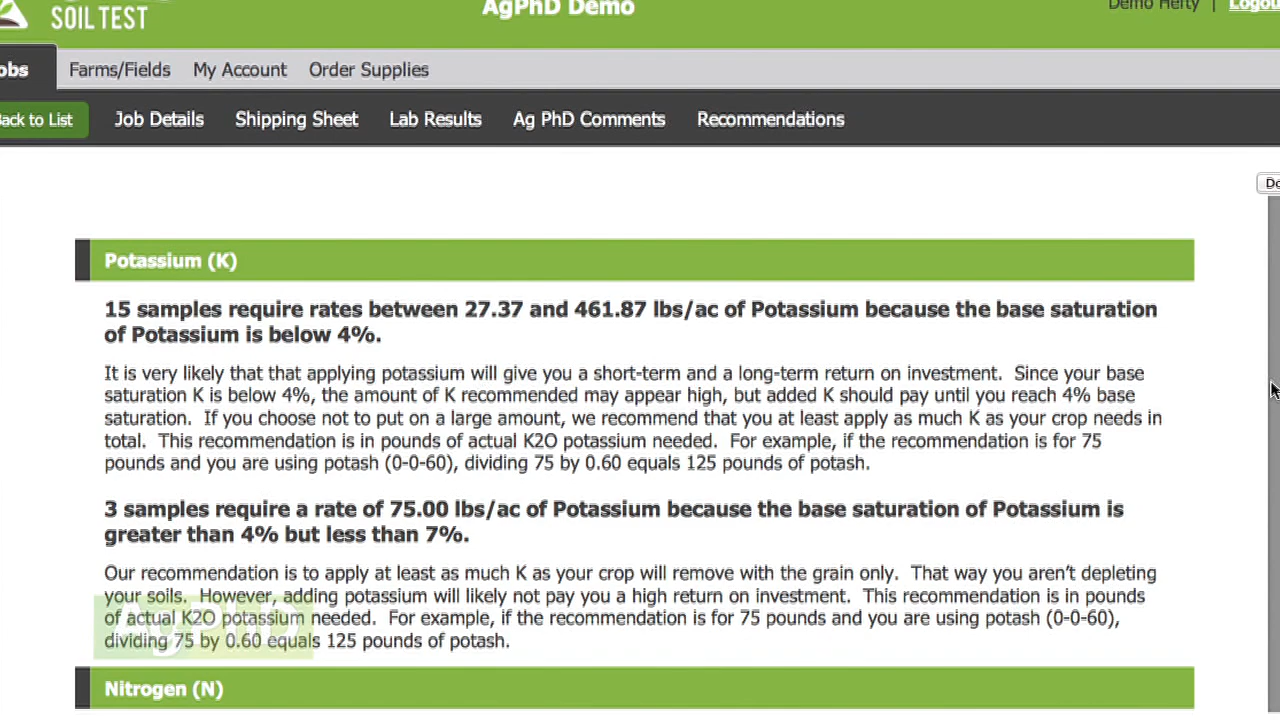 AgPhD Demo
Demo Hefty | Logou
SOIL TEST
obs Farms/Fields My Account Order Supplies
Back to List Job Details Shipping Sheet Lab Results Ag PhD Comments Recommendations
Do
Potassium (K)
15 samples require rates between 27.37 and 461.87 lbs/ac of Potassium because the base saturation
of Potassium is below 4%.
It is very likely that that applying potassium will give you a short-term and a long-term return on investment. Since your base
saturation K is below 4%, the amount of K recommended may appear high, but added K should pay until you reach 4% base
saturation. If you choose not to put on a large amount, we recommend that you at least apply as much K as your crop needs in
total. This recommendation is in pounds of actual K2O potassium needed. For example, if the recommendation is for 75
pounds and you are using potash (0-0-60), dividing 75 by 0.60 equals 125 pounds of potash.
3 samples require a rate of 75.00 lbs/ac of Potassium because the base saturation of Potassium is
greater than 4% but less than 7%.
Our recommendation is to apply at least as much K as your crop will remove with the grain only. That way you aren't depleting
your soils. However, adding potassium will likely not pay you a high return on investment. This recommendation is in pounds
of actual K2O potassium needed. For example, if the recommendation is for 75 pounds and you are using potash (0-0-60),
dividing 75 by 0.60 equals 125 pounds of potash.
AgPhD
Nitrogen (N)